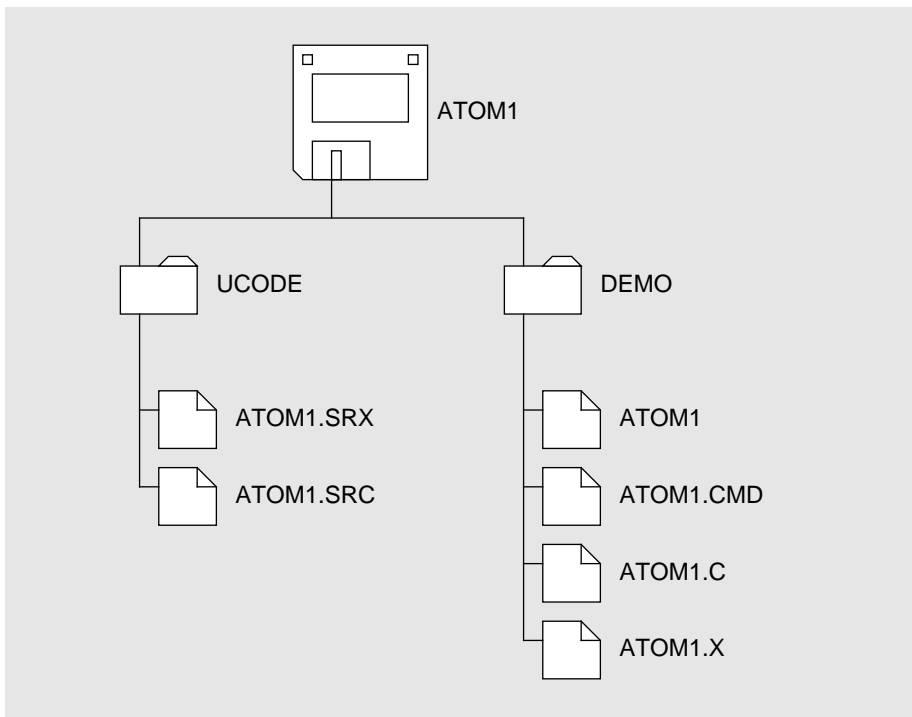 ATOM1
UCODE
DEMO
ATOM1.SRX
ATOM1
ATOM1.SRC
ATOM1.CMD
ATOM1.C
ATOM1.X